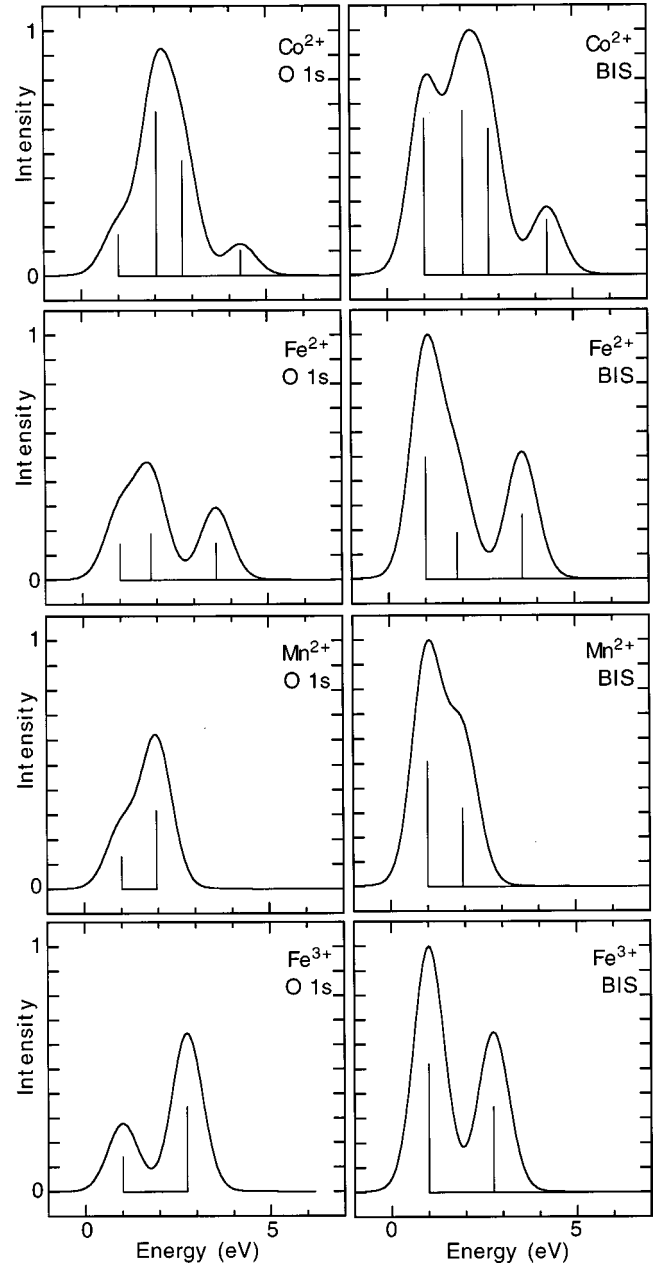 1
Intensity
0
Co2+
O 1s
Co2+
BIS
1
Intensity
0
Fe2+
O 1s
Fe2+
BIS
1
Intensity
0
Mn2+
O 1s
Mn2+
BIS
1
Intensity
0
Fe3+
O 1s
Fe3+
BIS
0 5
0 5
Energy (eV)
Energy (eV)